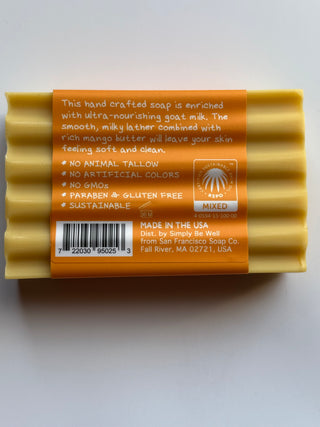 This hand crafted soap is enriched
with ultra-nourishing goat milk. The
smooth, milky lather combined with
rich mango butter will leave your skin
feeling soft and clean.
* NO ANIMAL TALLOW
* NO ARTIFICIAL COLORS
* NO GMOs
* PARABEN & GLUTEN FREE
* SUSTAINABLE
RSPO
MIXED
MADE IN THE USA
Dist. by Simply Be Well
from San Francisco Soap Co.
Fall River, MA 02721, USA
7 22030 95025 3